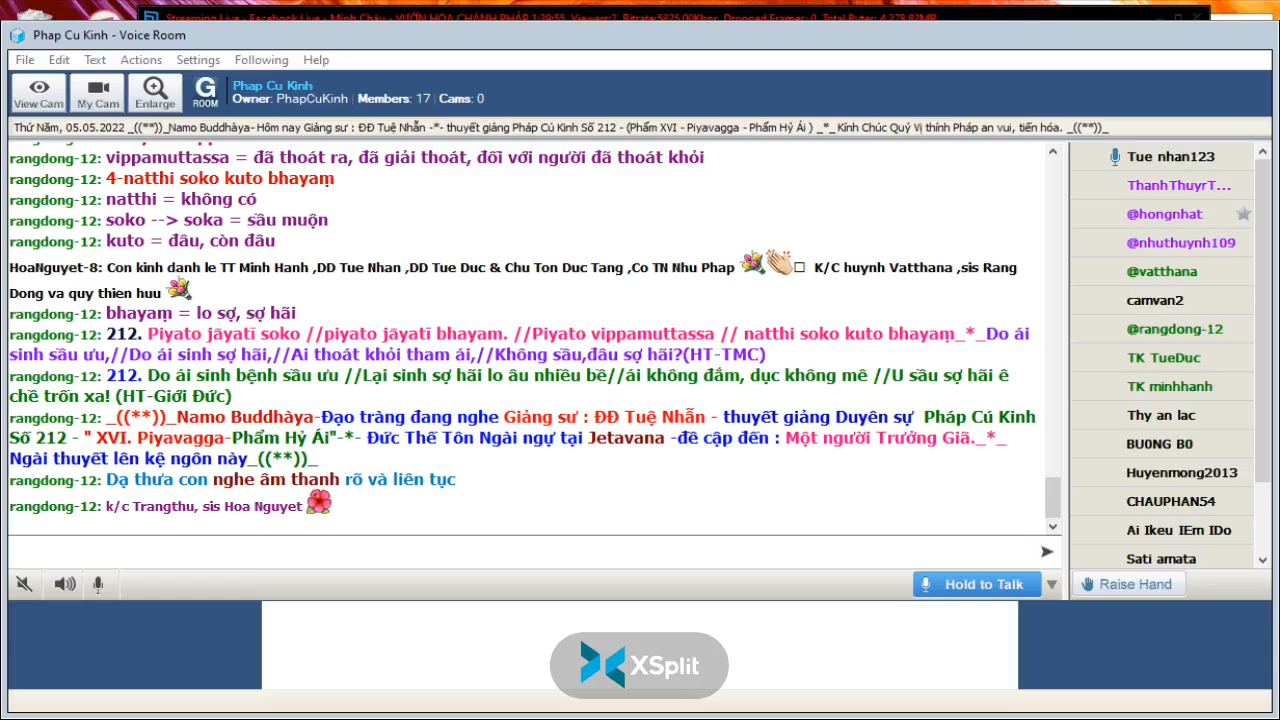 Streaming Live - Facebook Live - Minh Châu - VƯỜN HOA CHÁNH PHÁP 1:39:55, Viewers:2, Bitrate:5825.00Kbps, Dropped Frames: 0, Total Bytes: 4,278.82MB
Phap Cu Kinh - Voice Room
File Edit Text Actions Settings Following Help
View Cam My Cam Enlarge G ROOM
Phap Cu Kinh
Owner: PhapCuKinh | Members: 17 | Cams: 0
Thứ Năm, 05.05.2022 _((**))_Namo Buddhàya- Hôm nay Giảng sư : ĐĐ Tuệ Nhẫn -*- thuyết giảng Pháp Cú Kinh Số 212 - (Phẩm XVI - Piyavagga - Phẩm Hỷ Ái ) _*_ Kính Chúc Quý Vị thính Pháp an vui, tiến hóa. _((**))_
rangdong-12: vippamuttassa = đã thoát ra, đã giải thoát, đối với người đã thoát khỏi
rangdong-12: 4-natthi soko kuto bhayaṃ
rangdong-12: natthi = không có
rangdong-12: soko --> soka = sầu muộn
rangdong-12: kuto = đâu, còn đâu
HoaNguyet-8: Con kinh danh le TT Minh Hanh ,DD Tue Nhan ,DD Tue Duc & Chu Ton Duc Tang ,Co TN Nhu Phap K/C huynh Vatthana ,sis Rang
Dong va quy thien huu
rangdong-12: bhayaṃ = lo sợ, sợ hãi
rangdong-12: 212. Piyato jāyatī soko //piyato jāyatī bhayam. //Piyato vippamuttassa // natthi soko kuto bhayaṃ_*_Do ái
sinh sầu ưu,//Do ái sinh sợ hãi,//Ai thoát khỏi tham ái,//Không sầu,đâu sợ hãi?(HT-TMC)
rangdong-12: 212. Do ái sinh bệnh sầu ưu //Lại sinh sợ hãi lo âu nhiều bề//ái không đắm, dục không mê //U sầu sợ hãi ê
chề trốn xa! (HT-Giới Đức)
rangdong-12: _((**))_Namo Buddhàya-Đạo tràng đang nghe Giảng sư : ĐĐ Tuệ Nhẫn - thuyết giảng Duyên sự Pháp Cú Kinh
Số 212 - " XVI. Piyavagga-Phẩm Hỷ Ái"-*- Đức Thế Tôn Ngài ngự tại Jetavana -đề cập đến : Một người Trưởng Giã._*_
Ngài thuyết lên kệ ngôn này_((**))_
rangdong-12: Dạ thưa con nghe âm thanh rõ và liên tục
rangdong-12: k/c Trangthu, sis Hoa Nguyet
Tue nhan123
ThanhThuyrT...
@hongnhat
@nhuthuynh109
@vatthana
camvan2
@rangdong-12
TK TueDuc
TK minhhanh
Thy an lac
BU0NG B0
Huyenmong2013
CHAUPHAN54
Ai Ikeu IEm IDo
Sati amata
Hold to Talk
Raise Hand
XSplit